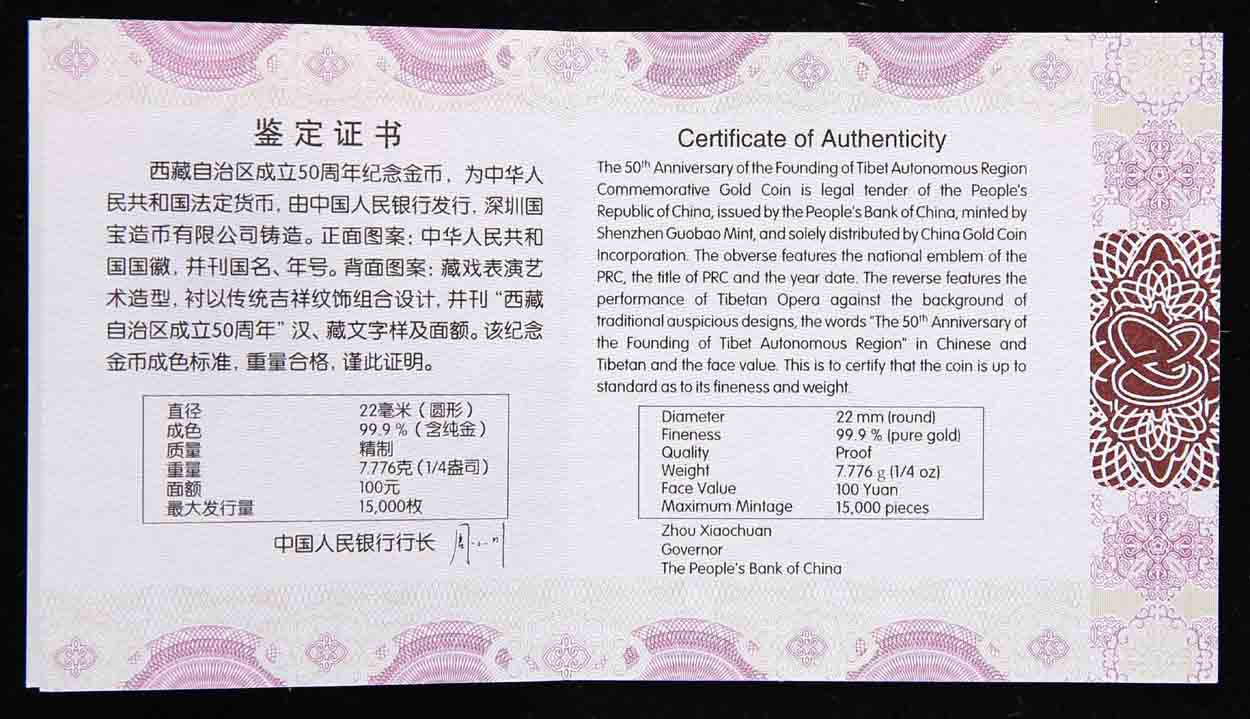 鉴定证书
西藏自治区成立50周年纪念金币，为中华人
民共和国法定货币，由中国人民银行发行，深圳国
宝造币有限公司铸造。正面图案：中华人民共和
国国徽，并刊国名、年号。背面图案：藏戏表演艺
术造型，衬以传统吉祥纹饰组合设计，并刊“西藏
自治区成立50周年”汉、藏文字样及面额。该纪念
金币成色标准，重量合格，谨此证明。
直径 22毫米（圆形）
成色 99.9％（含纯金）
质量 精制
重量 7.776克（1/4盎司）
面额 100元
最大发行量 15,000枚
中国人民银行行长 周小川
Certificate of Authenticity
The 50th Anniversary of the Founding of Tibet Autonomous Region
Commemorative Gold Coin is legal tender of the People's
Republic of China, issued by the People's Bank of China, minted by
Shenzhen Guobao Mint, and solely distributed by China Gold Coin
Incorporation. The obverse features the national emblem of the
PRC, the title of PRC and the year date. The reverse features the
performance of Tibetan Opera against the background of
traditional auspicious designs, the words "The 50th Anniversary of
the Founding of Tibet Autonomous Region" in Chinese and
Tibetan and the face value. This is to certify that the coin is up to
standard as to its fineness and weight.
Diameter 22 mm (round)
Fineness 99.9 % (pure gold)
Quality Proof
Weight 7.776 g (1/4 oz)
Face Value 100 Yuan
Maximum Mintage 15,000 pieces
Zhou Xiaochuan
Governor
The People's Bank of China